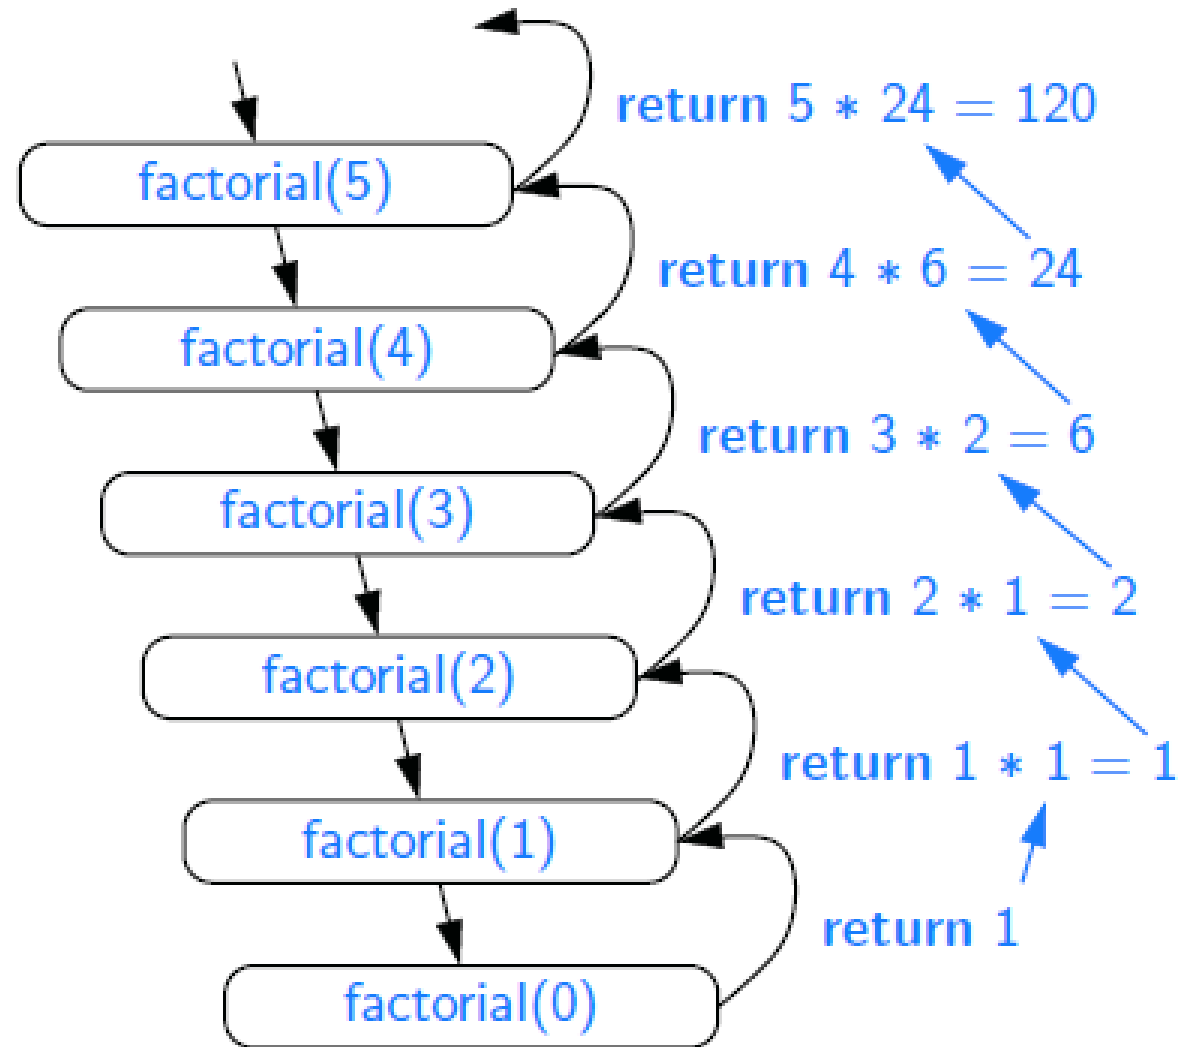 return 5 * 24 = 120
factorial(5)
return 4 * 6 = 24
factorial(4)
return 3 * 2 = 6
factorial(3)
return 2 * 1 = 2
factorial(2)
return 1 * 1 = 1
factorial(1)
return 1
factorial(0)